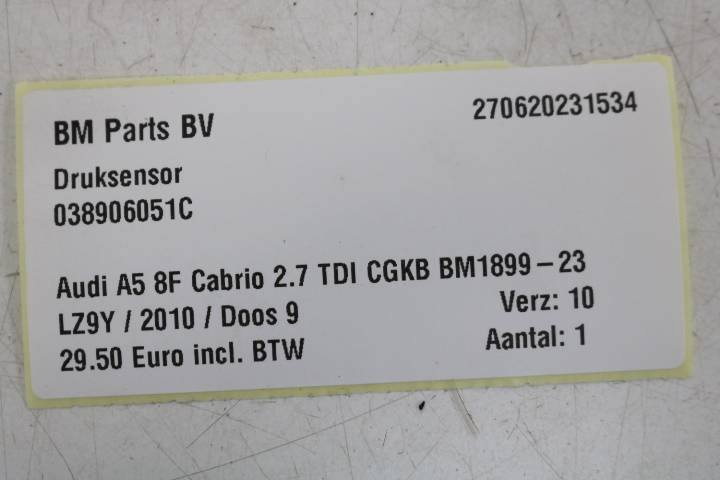 BM Parts BV
270620231534
Druksensor
038906051C
Audi A5 8F Cabrio 2.7 TDI CGKB BM1899-23
LZ9Y / 2010 / Doos 9
Verz: 10
29.50 Euro incl. BTW
Aantal: 1